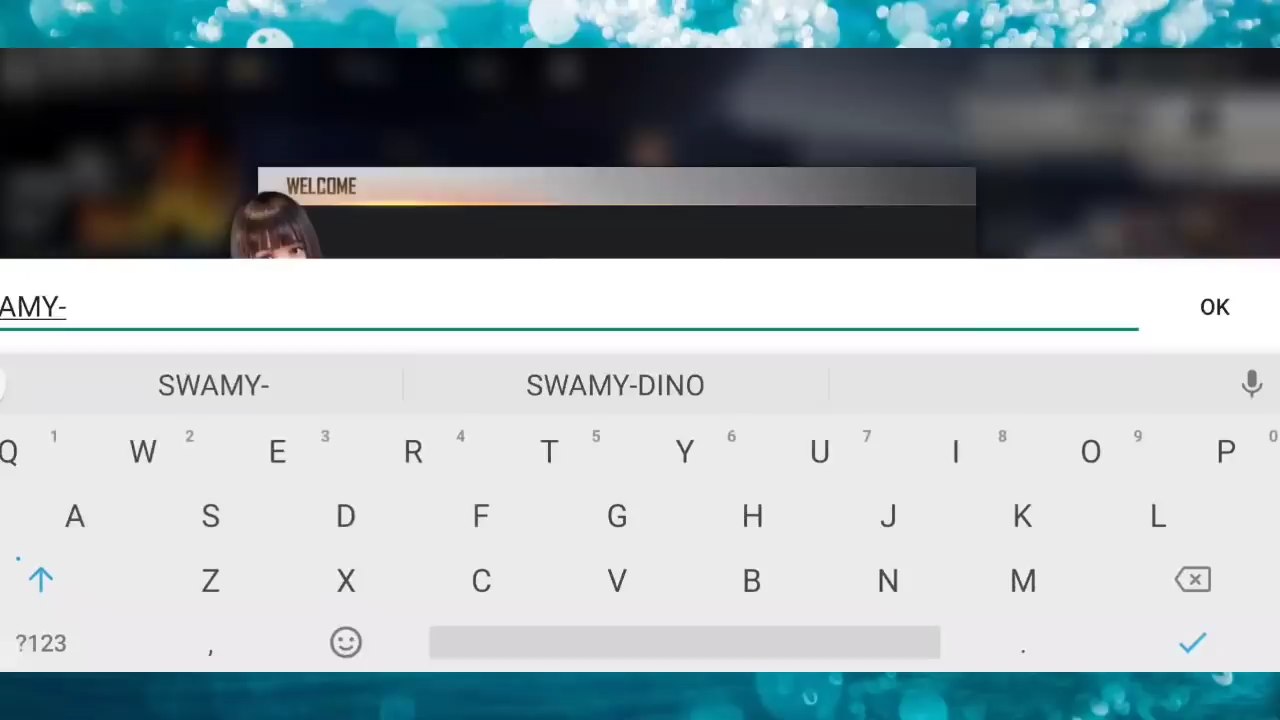 WELCOME
AMY-
OK
SWAMY- SWAMY-DINO
Q 1 W 2 E 3 R 4 T 5 Y 6 U 7 I 8 O 9 P 0
A S D F G H J K L
Z X C V B N M
?123 , .